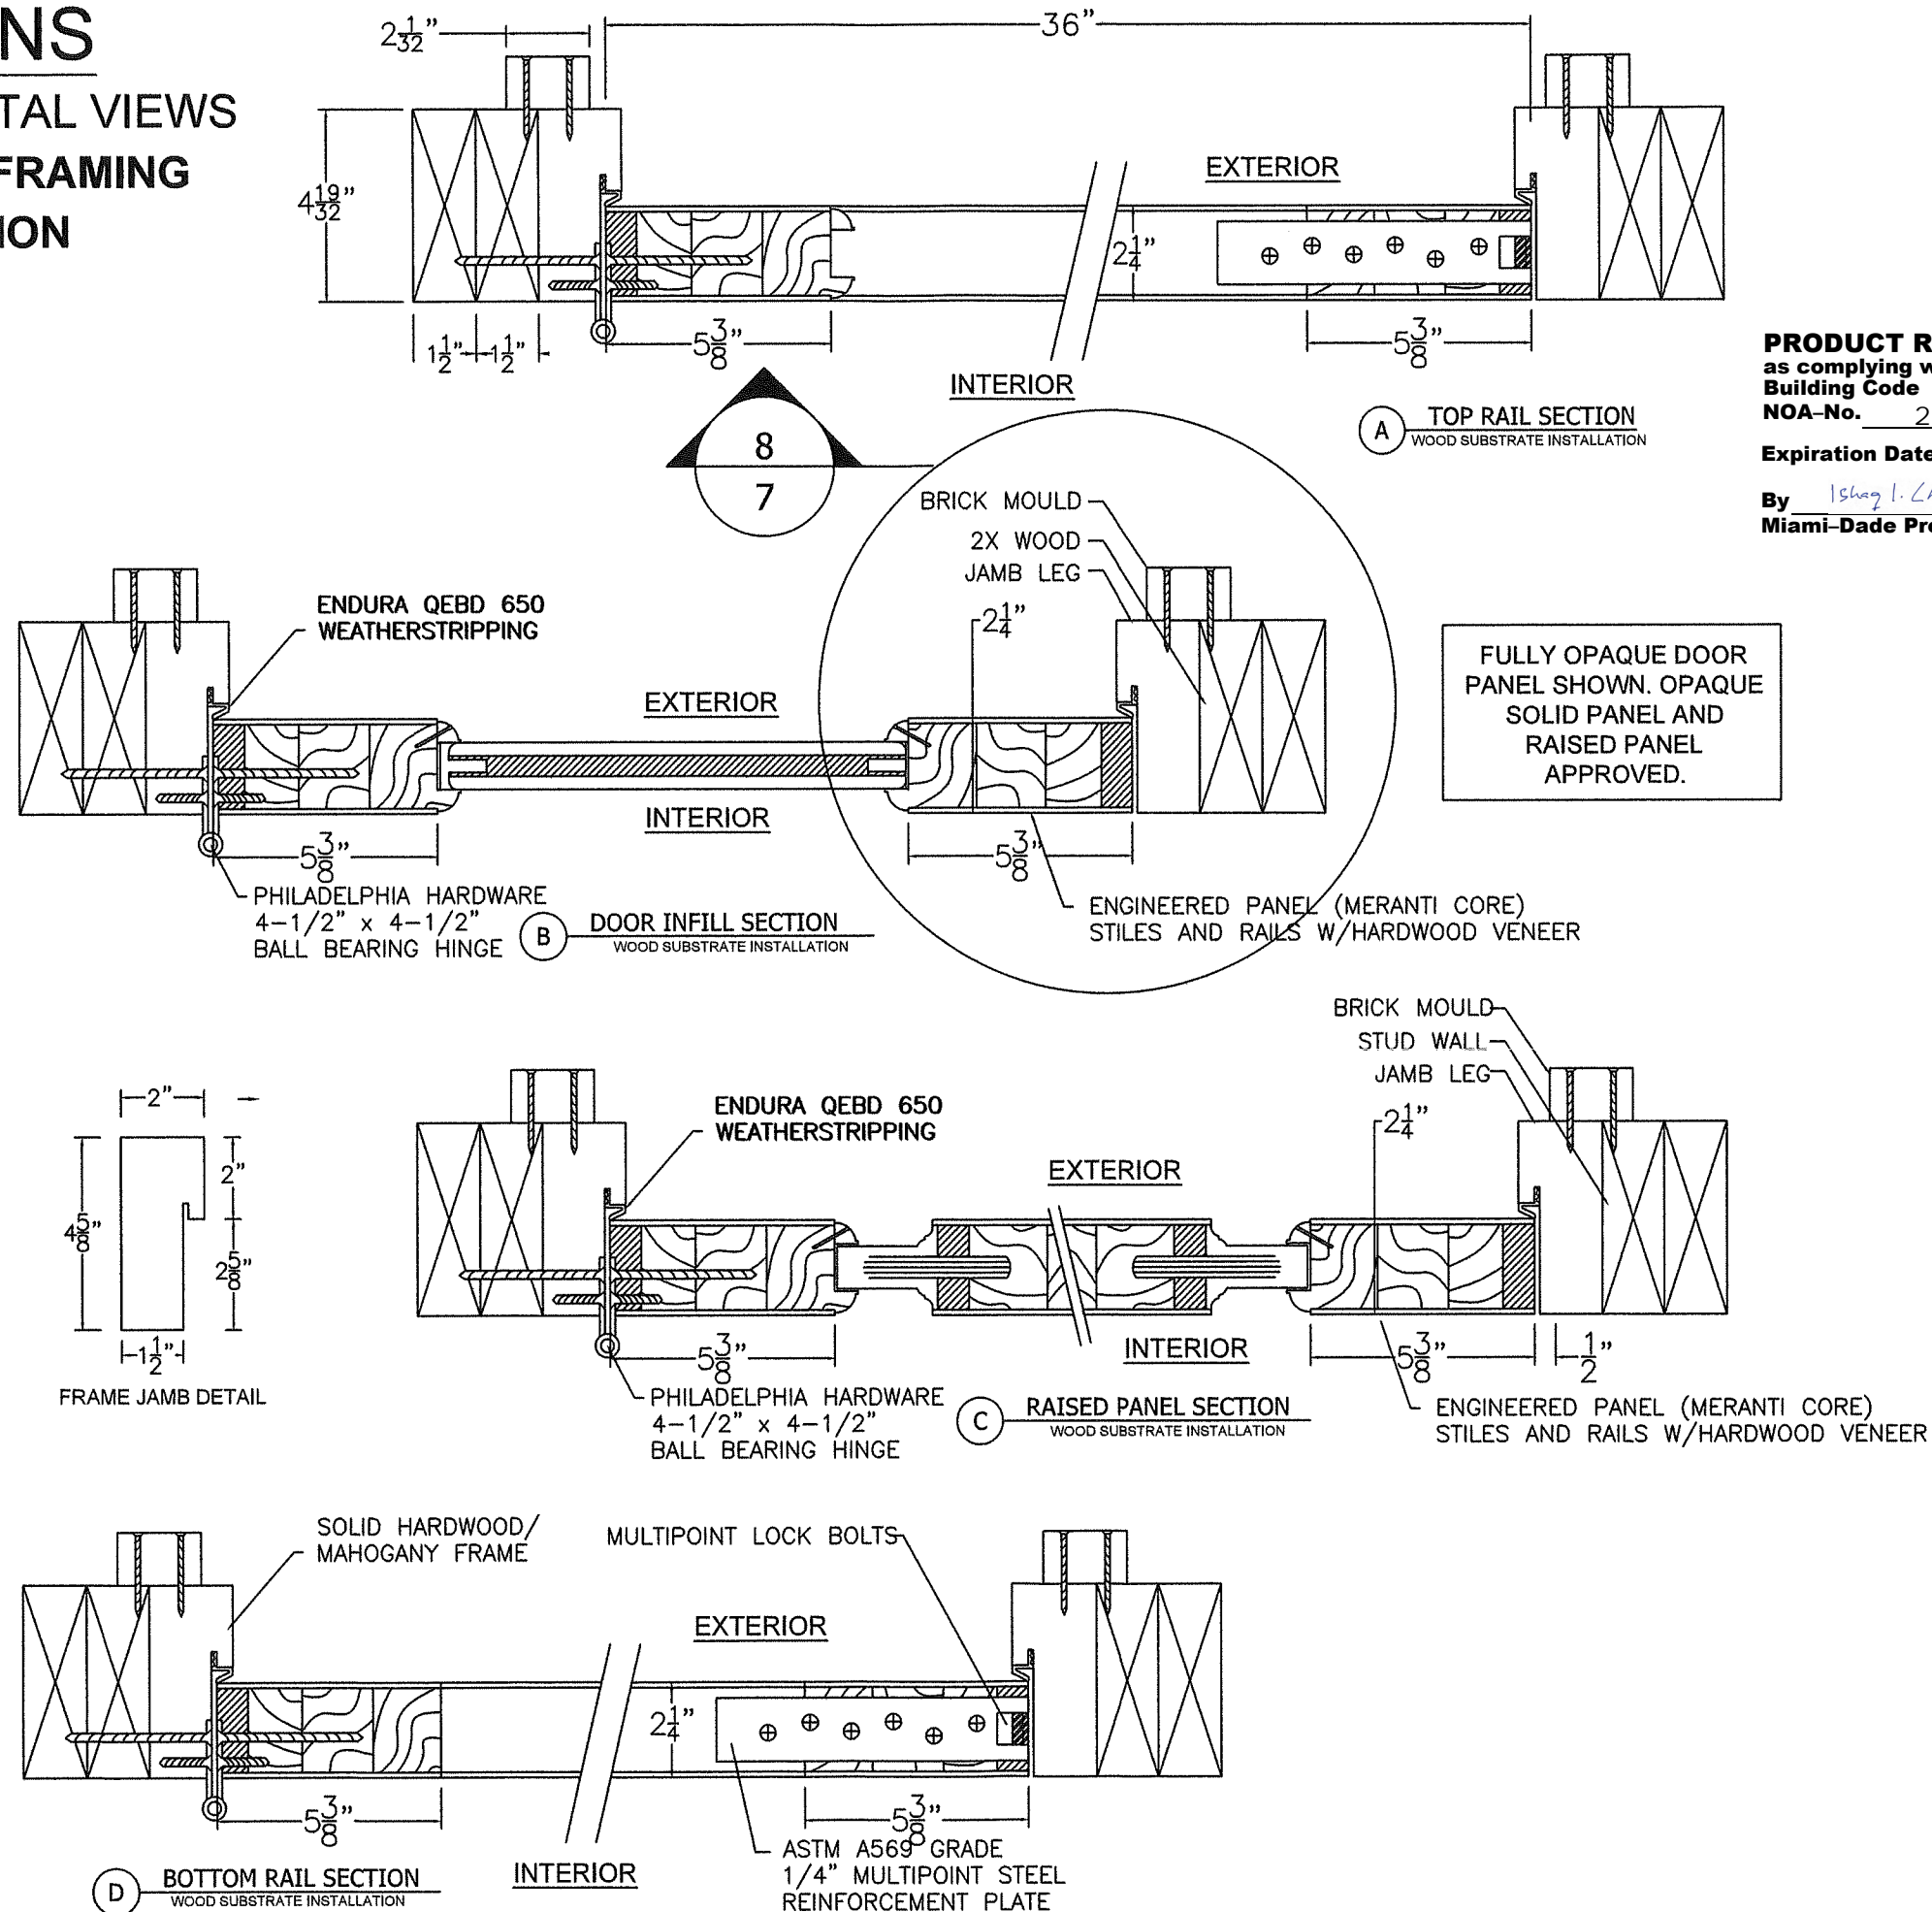 NS
TAL VIEWS
FRAMING
ION
2 1/32"
36"
4 19/32"
EXTERIOR
2 1/4"
1 1/2" 1 1/2"
5 3/8"
5 3/8"
INTERIOR
A TOP RAIL SECTION
WOOD SUBSTRATE INSTALLATION
PRODUCT R
as complying w
Building Code
NOA–No. 2
Expiration Date
By
Miami–Dade Pro
8
7
BRICK MOULD
2X WOOD
JAMB LEG
2 1/4"
ENDURA QEBD 650
WEATHERSTRIPPING
EXTERIOR
INTERIOR
5 3/8"
5 3/8"
PHILADELPHIA HARDWARE
4–1/2" x 4–1/2"
BALL BEARING HINGE
B DOOR INFILL SECTION
WOOD SUBSTRATE INSTALLATION
ENGINEERED PANEL (MERANTI CORE)
STILES AND RAILS W/HARDWOOD VENEER
FULLY OPAQUE DOOR
PANEL SHOWN. OPAQUE
SOLID PANEL AND
RAISED PANEL
APPROVED.
2"
2"
4 5/8"
2 5/8"
1 1/2"
FRAME JAMB DETAIL
ENDURA QEBD 650
WEATHERSTRIPPING
BRICK MOULD
STUD WALL
JAMB LEG
2 1/4"
EXTERIOR
INTERIOR
5 3/8"
5 3/8"
1/2"
PHILADELPHIA HARDWARE
4–1/2" x 4–1/2"
BALL BEARING HINGE
C RAISED PANEL SECTION
WOOD SUBSTRATE INSTALLATION
ENGINEERED PANEL (MERANTI CORE)
STILES AND RAILS W/HARDWOOD VENEER
SOLID HARDWOOD/
MAHOGANY FRAME
MULTIPOINT LOCK BOLTS
EXTERIOR
2 1/4"
5 3/8"
5 3/8"
D BOTTOM RAIL SECTION
WOOD SUBSTRATE INSTALLATION
INTERIOR
ASTM A569 GRADE
1/4" MULTIPOINT STEEL
REINFORCEMENT PLATE